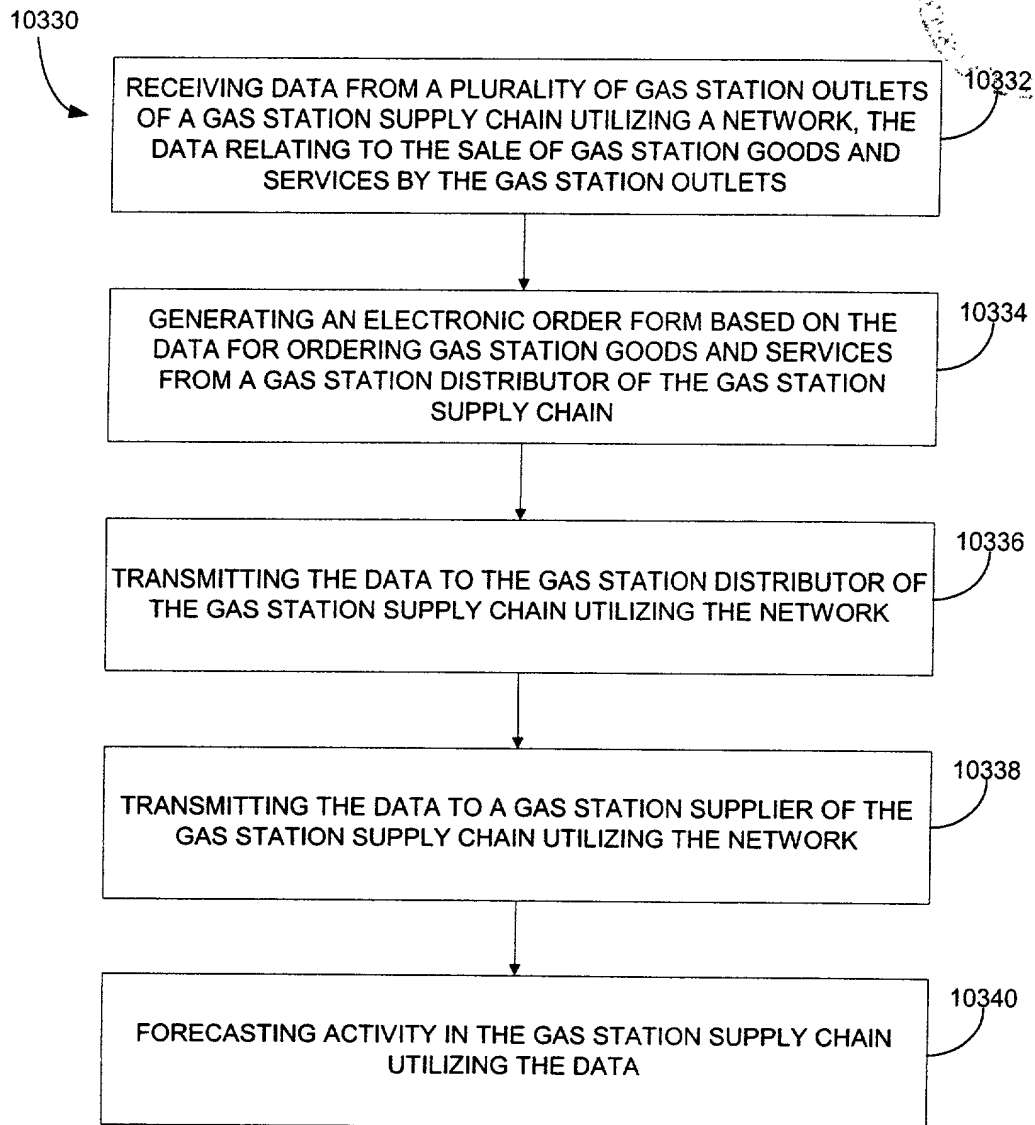 10330
RECEIVING DATA FROM A PLURALITY OF GAS STATION OUTLETS
10332
OF A GAS STATION SUPPLY CHAIN UTILIZING A NETWORK, THE
DATA RELATING TO THE SALE OF GAS STATION GOODS AND
SERVICES BY THE GAS STATION OUTLETS
GENERATING AN ELECTRONIC ORDER FORM BASED ON THE
10334
DATA FOR ORDERING GAS STATION GOODS AND SERVICES
FROM A GAS STATION DISTRIBUTOR OF THE GAS STATION
SUPPLY CHAIN
10336
TRANSMITTING THE DATA TO THE GAS STATION DISTRIBUTOR OF
THE GAS STATION SUPPLY CHAIN UTILIZING THE NETWORK
10338
TRANSMITTING THE DATA TO A GAS STATION SUPPLIER OF THE
GAS STATION SUPPLY CHAIN UTILIZING THE NETWORK
10340
FORECASTING ACTIVITY IN THE GAS STATION SUPPLY CHAIN
UTILIZING THE DATA